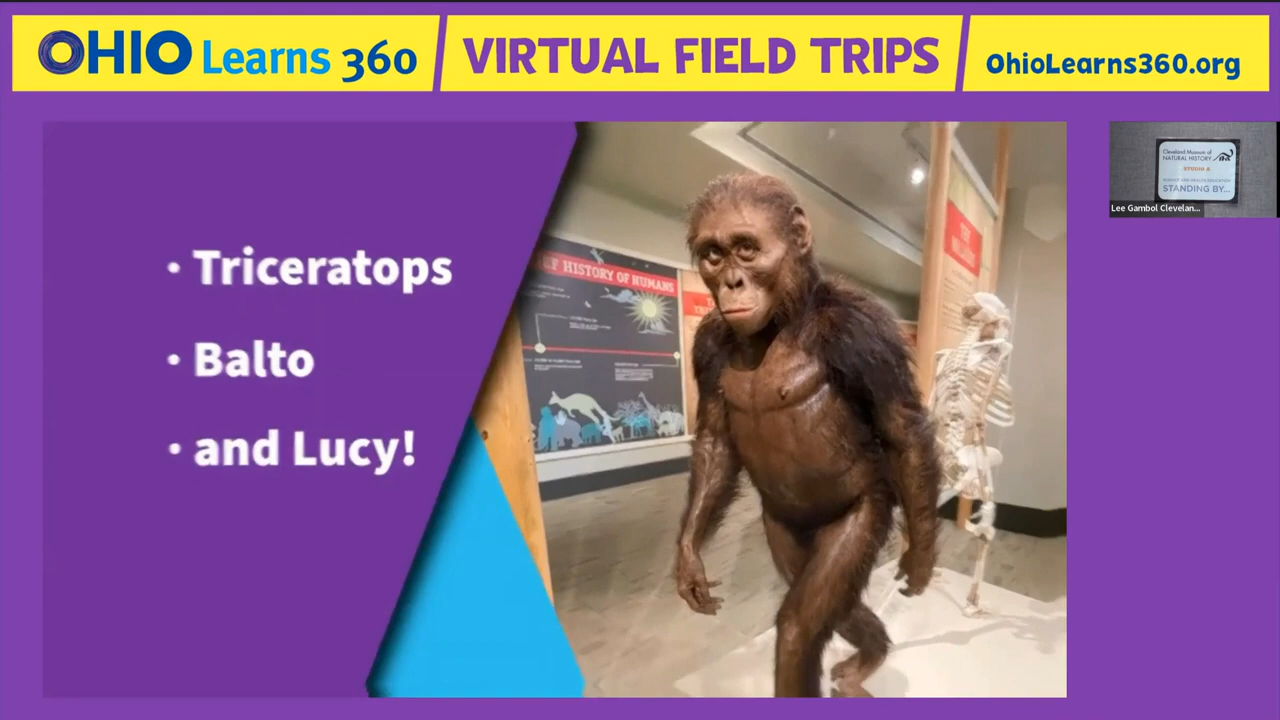 OHIO Learns 360
VIRTUAL FIELD TRIPS
OhioLearns360.org
• Triceratops
• Balto
• and Lucy!
HISTORY OF HUMANS
Cleveland Museum of
NATURAL HISTORY
STUDIO A
STANDING BY...
Lee Gambol Clevelan...